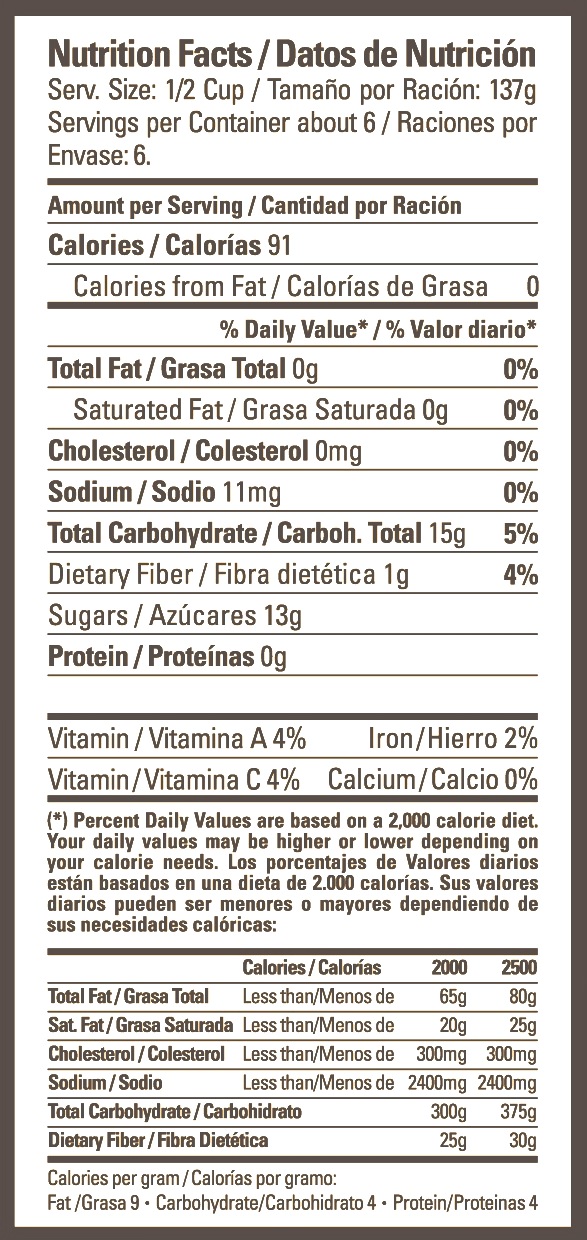 Nutrition Facts / Datos de Nutrición
Serv. Size: 1/2 Cup / Tamaño por Ración: 137g
Servings per Container about 6 / Raciones por
Envase: 6.
Amount per Serving / Cantidad por Ración
Calories / Calorías 91
Calories from Fat / Calorías de Grasa 0
% Daily Value* / % Valor diario*
Total Fat / Grasa Total 0g 0%
Saturated Fat / Grasa Saturada 0g 0%
Cholesterol / Colesterol 0mg 0%
Sodium / Sodio 11mg 0%
Total Carbohydrate / Carboh. Total 15g 5%
Dietary Fiber / Fibra dietética 1g 4%
Sugars / Azúcares 13g
Protein / Proteínas 0g
Vitamin / Vitamina A 4% Iron/Hierro 2%
Vitamin / Vitamina C 4% Calcium / Calcio 0%
(*) Percent Daily Values are based on a 2,000 calorie diet.
Your daily values may be higher or lower depending on
your calorie needs. Los porcentajes de Valores diarios
están basados en una dieta de 2.000 calorías. Sus valores
diarios pueden ser menores o mayores dependiendo de
sus necesidades calóricas:
Calories / Calorías 2000 2500
Total Fat / Grasa Total Less than/Menos de 65g 80g
Sat. Fat / Grasa Saturada Less than/Menos de 20g 25g
Cholesterol / Colesterol Less than/Menos de 300mg 300mg
Sodium / Sodio Less than/Menos de 2400mg 2400mg
Total Carbohydrate / Carbohidrato 300g 375g
Dietary Fiber / Fibra Dietética 25g 30g
Calories per gram / Calorías por gramo:
Fat /Grasa 9 • Carbohydrate/Carbohidrato 4 • Protein/Proteinas 4